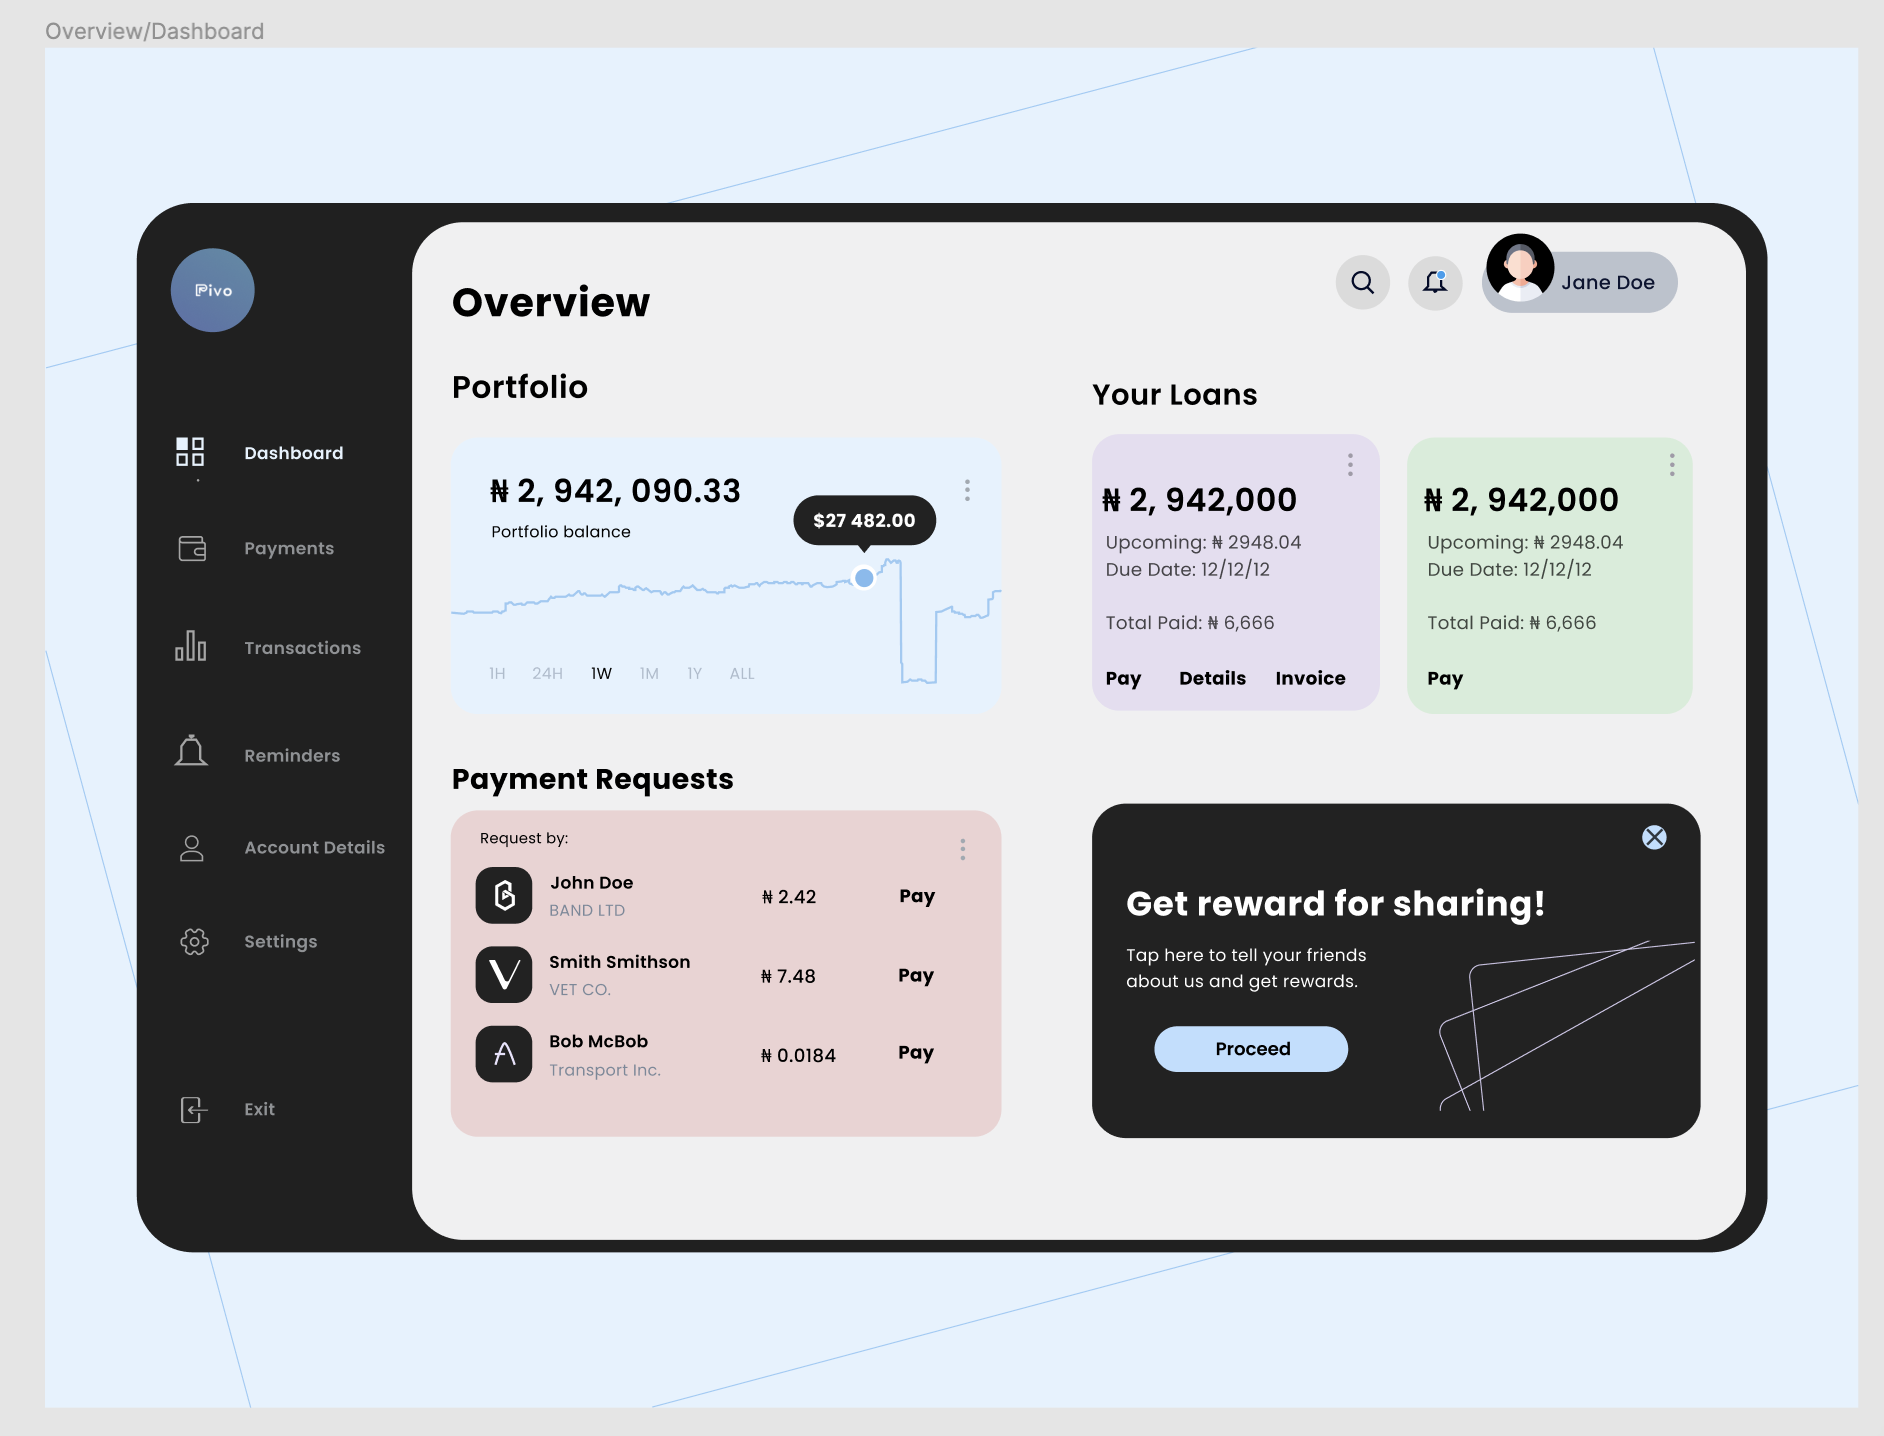 Overview/Dashboard
Pivo
Dashboard
Payments
Transactions
Reminders
Account Details
Settings
Exit
Overview
Jane Doe
Portfolio
₦ 2, 942, 090.33
Portfolio balance
$27 482.00
1H 24H 1W 1M 1Y ALL
Your Loans
₦ 2, 942,000
Upcoming: ₦ 2948.04
Due Date: 12/12/12
Total Paid: ₦ 6,666
Pay Details Invoice
₦ 2, 942,000
Upcoming: ₦ 2948.04
Due Date: 12/12/12
Total Paid: ₦ 6,666
Pay
Payment Requests
Request by:
John Doe
BAND LTD
₦ 2.42
Pay
Smith Smithson
VET CO.
₦ 7.48
Pay
Bob McBob
Transport Inc.
₦ 0.0184
Pay
Get reward for sharing!
Tap here to tell your friends
about us and get rewards.
Proceed